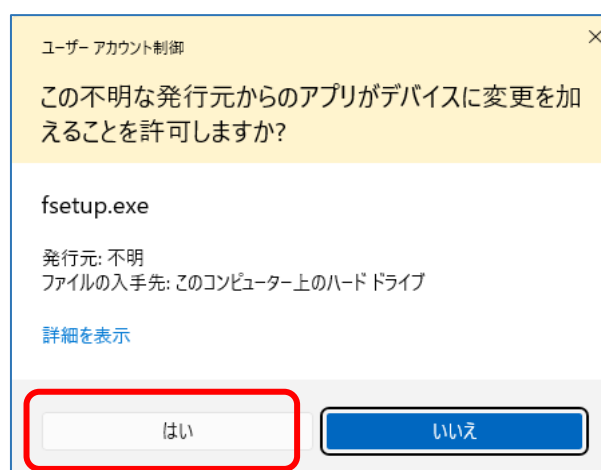 ユーザー アカウント制御
この不明な発行元からのアプリがデバイスに変更を加
えることを許可しますか?
fsetup.exe
発行元: 不明
ファイルの入手先: このコンピューター上のハード ドライブ
詳細を表示
はい
いいえ